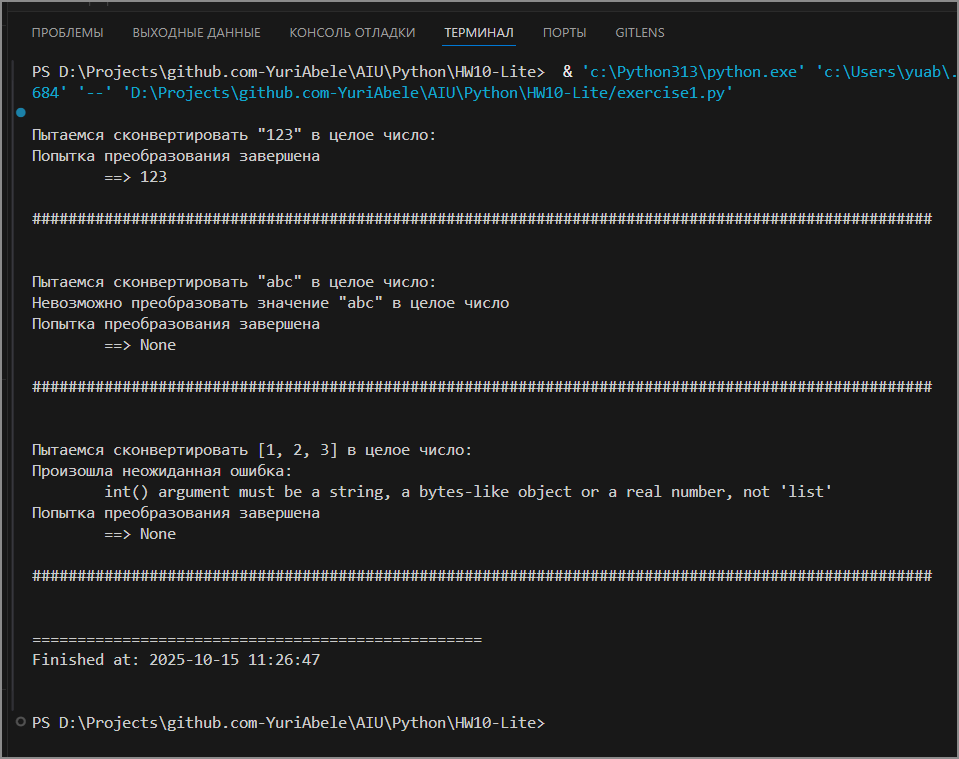 ПРОБЛЕМЫ ВЫХОДНЫЕ ДАННЫЕ КОНСОЛЬ ОТЛАДКИ ТЕРМИНАЛ ПОРТЫ GITLENS
PS D:\Projects\github.com-YuriAbele\AIU\Python\HW10-Lite>  & 'c:\Python313\python.exe' 'c:\Users\yuab\.
684' '--' 'D:\Projects\github.com-YuriAbele\AIU\Python\HW10-Lite/exercise1.py'
Пытаемся сконвертировать "123" в целое число:
Попытка преобразования завершена
==> 123
####################################################################################################
Пытаемся сконвертировать "abc" в целое число:
Невозможно преобразовать значение "abc" в целое число
Попытка преобразования завершена
==> None
####################################################################################################
Пытаемся сконвертировать [1, 2, 3] в целое число:
Произошла неожиданная ошибка:
int() argument must be a string, a bytes-like object or a real number, not 'list'
Попытка преобразования завершена
==> None
####################################################################################################
==================================================
Finished at: 2025-10-15 11:26:47
PS D:\Projects\github.com-YuriAbele\AIU\Python\HW10-Lite>